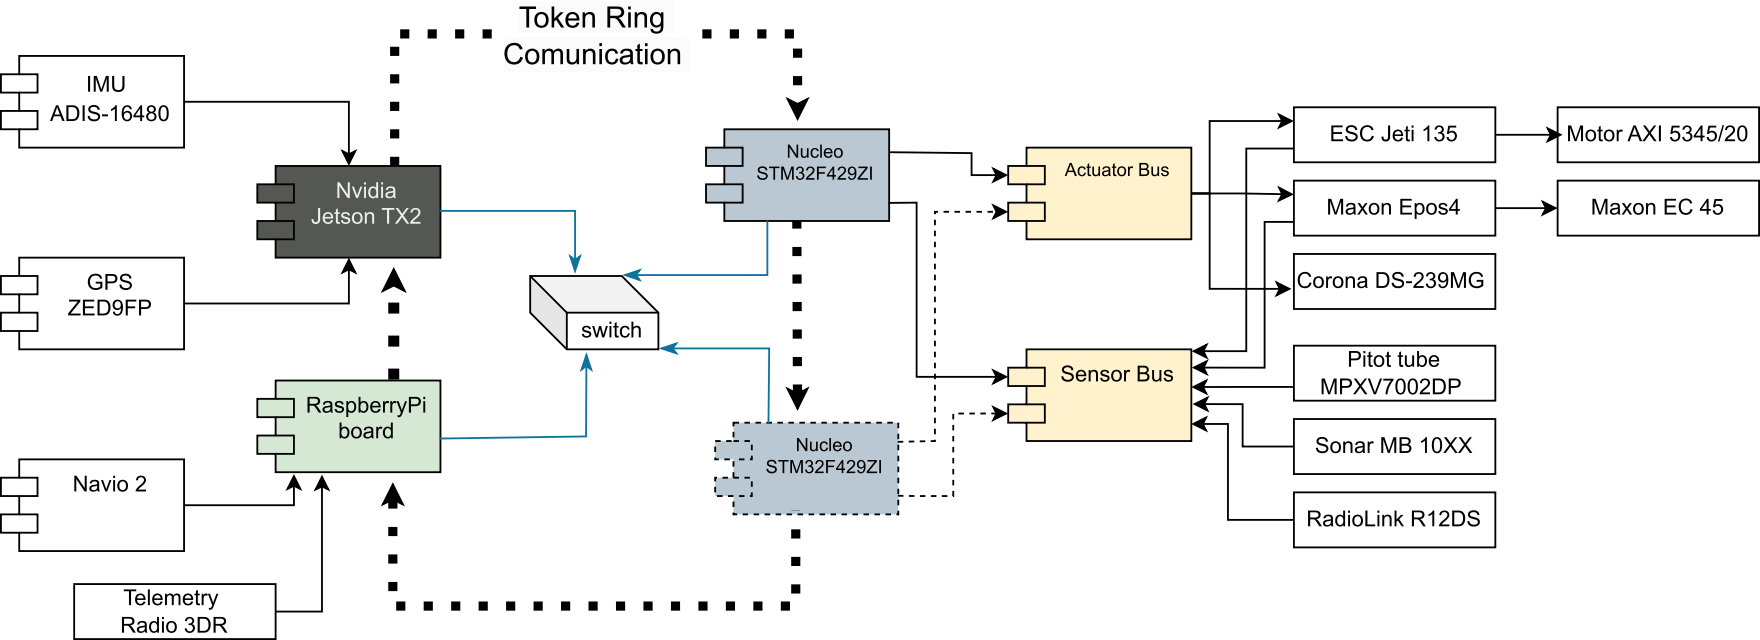 Token Ring
Comunication
IMU
ADIS-16480
Nvidia
Jetson TX2
GPS
ZED9FP
RaspberryPi
board
Navio 2
Telemetry
Radio 3DR
switch
Nucleo
STM32F429ZI
Nucleo
STM32F429ZI
Actuator Bus
Sensor Bus
ESC Jeti 135
Motor AXI 5345/20
Maxon Epos4
Maxon EC 45
Corona DS-239MG
Pitot tube
MPXV7002DP
Sonar MB 10XX
RadioLink R12DS